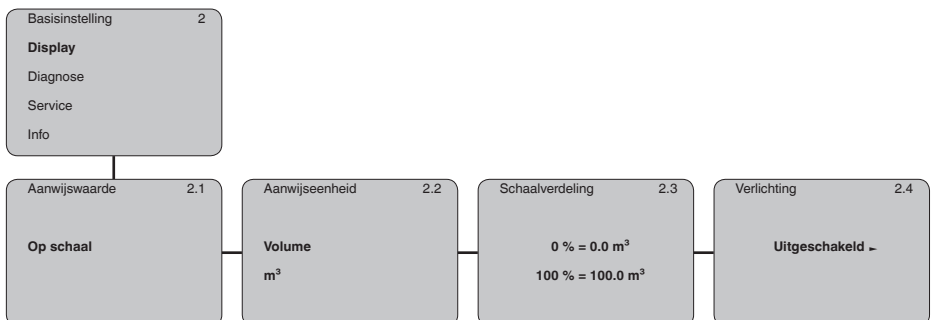 Basisinstelling 2
Display
Diagnose
Service
Info
Aanwijswaarde 2.1
Op schaal
Aanwijseenheid 2.2
Volume
m³
Schaalverdeling 2.3
0 % = 0.0 m³
100 % = 100.0 m³
Verlichting 2.4
Uitgeschakeld ►